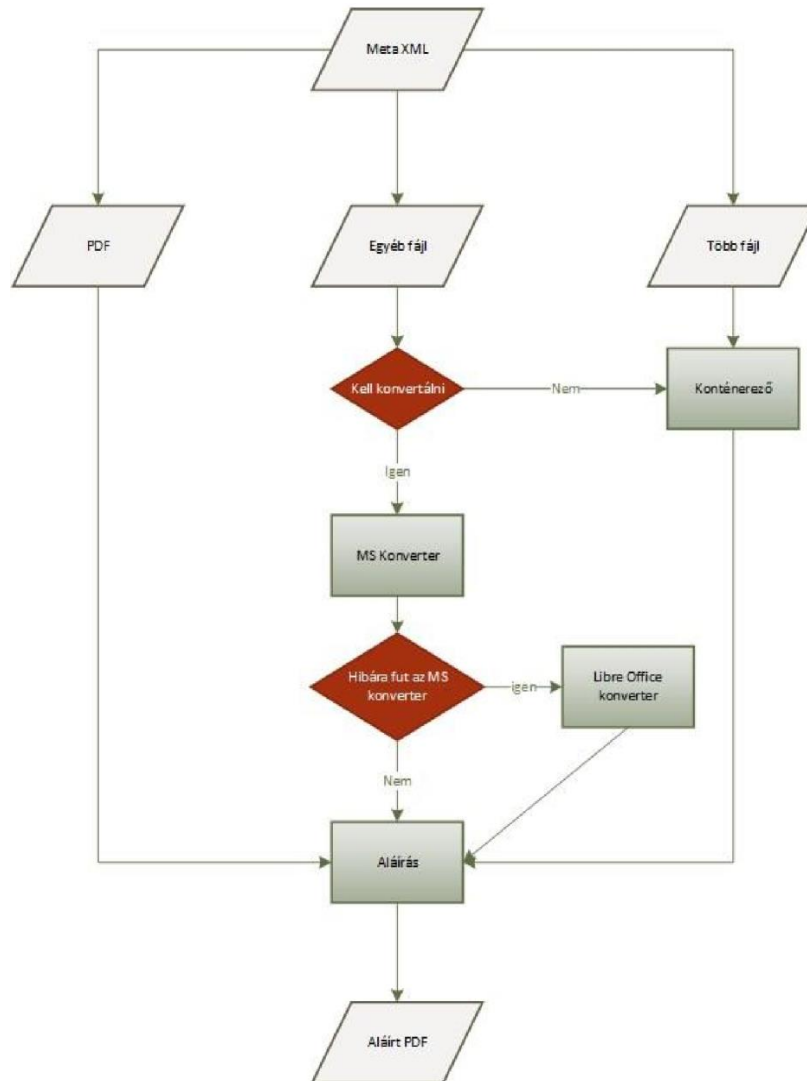 Meta XML
PDF
Egyéb fájl
Több fájl
Kell konvertálni
Nem
Konténerező
Igen
MS Konverter
Hibára fut az MS
konverter
igen
Libre Office
konverter
Nem
Aláírás
Aláírt PDF